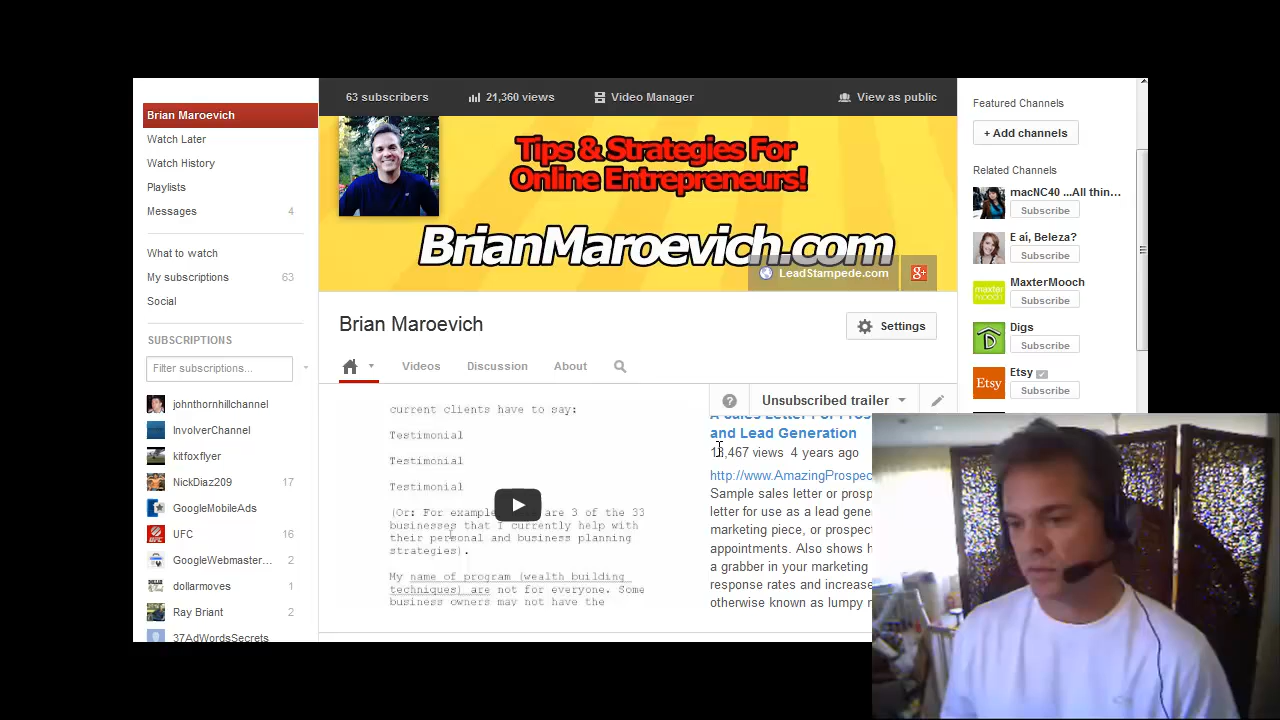 Brian Maroevich
Watch Later
Watch History
Playlists
Messages 4
What to watch
My subscriptions 63
Social
SUBSCRIPTIONS
Filter subscriptions...
johnthornhillchannel
InvolverChannel
kitfoxflyer
NickDiaz209 17
GoogleMobileAds
UFC 16
GoogleWebmaster...
dollarmoves 1
Ray Briant 2
37AdWordsSecrets
63 subscribers 21,360 views Video Manager View as public
Tips & Strategies For
Online Entrepreneurs!
BrianMaroevich.com
LeadStampede.com g+
Brian Maroevich
Settings
Videos Discussion About
? Unsubscribed trailer
current clients have to say:
Testimonial
Testimonial
Testimonial
(Or: For example are 3 of the 33
businesses that I currently help with
their personal and business planning
strategies).
My name of program (wealth building
techniques) are not for everyone. Some
business owners may not have the
A Sales Letter For Pros
and Lead Generation
,467 views 4 years ago
http://www.AmazingProspec
Sample sales letter or prosp
letter for use as a lead gene
marketing piece, or prospect
appointments. Also shows h
a grabber in your marketing
response rates and increase
otherwise known as lumpy
Featured Channels
+ Add channels
Related Channels
macNC40 ...All thin...
Subscribe
E aí, Beleza?
Subscribe
maxter
mooch
MaxterMooch
Subscribe
Digs
Subscribe
Etsy
Etsy
Subscribe